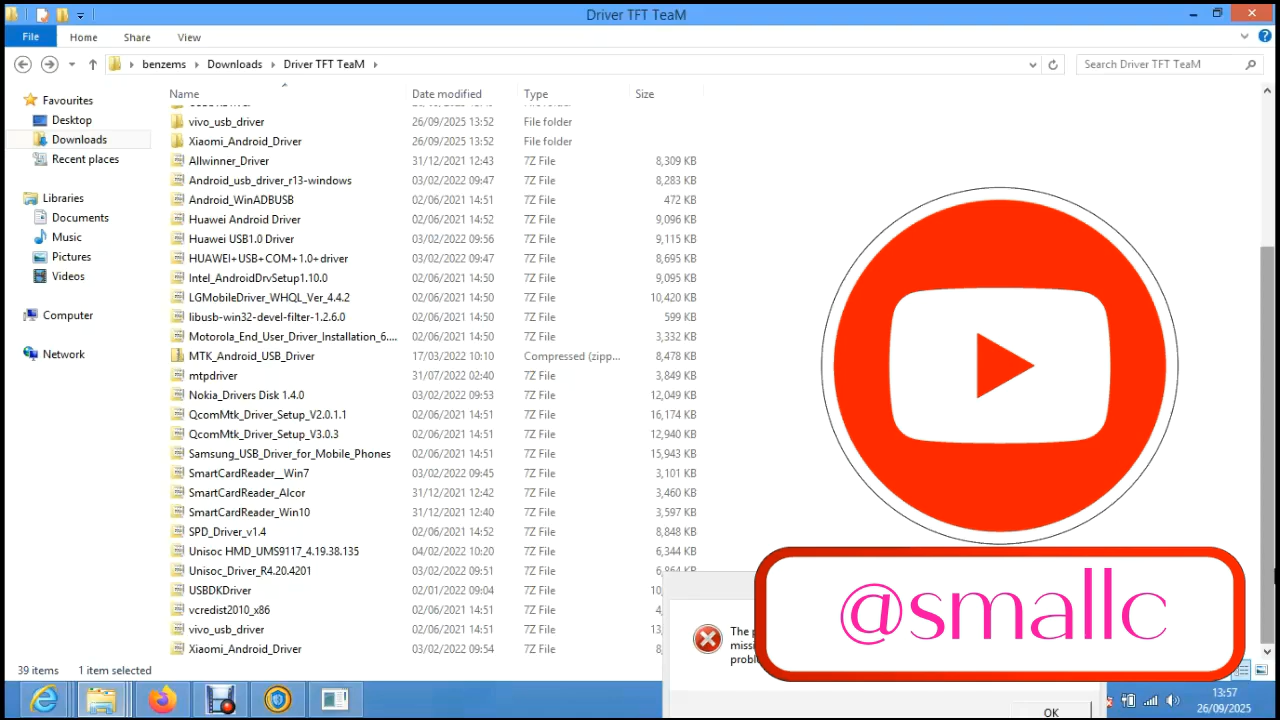 Driver TFT TeaM
File Home Share View
benzems Downloads Driver TFT TeaM Search Driver TFT TeaM
Name Date modified Type Size
Favourites
Desktop
Downloads
Recent places
Libraries
Documents
Music
Pictures
Videos
Computer
Network
vivo_usb_driver 26/09/2025 13:52 File folder
Xiaomi_Android_Driver 26/09/2025 13:52 File folder
Allwinner_Driver 31/12/2021 12:43 7Z File 8,309 KB
Android_usb_driver_r13-windows 03/02/2022 09:47 7Z File 8,283 KB
Android_WinADBUSB 02/06/2021 14:51 7Z File 472 KB
Huawei Android Driver 02/06/2021 14:52 7Z File 9,096 KB
Huawei USB1.0 Driver 03/02/2022 09:56 7Z File 9,115 KB
HUAWEI+USB+COM+1.0+driver 03/02/2022 09:47 7Z File 8,695 KB
Intel_AndroidDrvSetup1.10.0 02/06/2021 14:50 7Z File 9,095 KB
LGMobileDriver_WHQL_Ver_4.4.2 02/06/2021 14:50 7Z File 10,420 KB
libusb-win32-devel-filter-1.2.6.0 02/06/2021 14:50 7Z File 599 KB
Motorola_End_User_Driver_Installation_6.... 02/06/2021 14:50 7Z File 3,332 KB
MTK_Android_USB_Driver 17/03/2022 10:10 Compressed (zipp... 8,478 KB
mtpdriver 31/07/2022 02:40 7Z File 3,849 KB
Nokia_Drivers Disk 1.4.0 03/02/2022 09:53 7Z File 12,049 KB
QcomMtk_Driver_Setup_V2.0.1.1 02/06/2021 14:51 7Z File 16,174 KB
QcomMtk_Driver_Setup_V3.0.3 02/06/2021 14:51 7Z File 12,940 KB
Samsung_USB_Driver_for_Mobile_Phones 02/06/2021 14:51 7Z File 15,943 KB
SmartCardReader__Win7 03/02/2022 09:45 7Z File 3,101 KB
SmartCardReader_Alcor 31/12/2021 12:42 7Z File 3,460 KB
SmartCardReader_Win10 31/12/2021 12:40 7Z File 3,597 KB
SPD_Driver_v1.4 02/06/2021 14:52 7Z File 8,848 KB
Unisoc HMD_UMS9117_4.19.38.135 04/02/2022 10:20 7Z File 6,344 KB
Unisoc_Driver_R4.20.4201 03/02/2022 09:51 7Z File 6,864 KB
USBDKDriver 02/01/2022 09:04 7Z File
vcredist2010_x86 02/06/2021 14:51 7Z File
vivo_usb_driver 02/06/2021 14:51 7Z File
Xiaomi_Android_Driver 03/02/2022 09:54 7Z File
The
@smallc
OK
39 items 1 item selected
13:57
26/09/2025